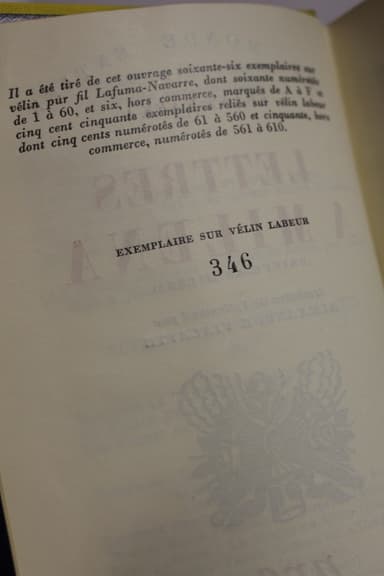 Il a été tiré de cet ouvrage soixante-six exemplaires sur
vélin pur fil Lafuma-Navarre, dont soixante numérotés
de 1 à 60, et six, hors commerce, marqués de A à F et
cinq cent cinquante exemplaires reliés sur vélin labeur
dont cinq cents numérotés de 61 à 560 et cinquante, hors
commerce, numérotés de 561 à 610.
EXEMPLAIRE SUR VÉLIN LABEUR
346